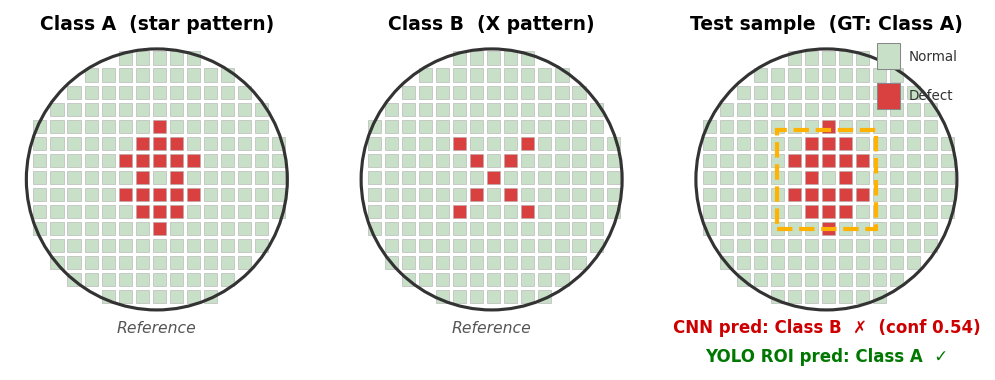 Class A  (star pattern)
Class B  (X pattern)
Test sample  (GT: Class A)
Normal
Defect
Reference
Reference
CNN pred: Class B ✗ (conf 0.54)
YOLO ROI pred: Class A ✓